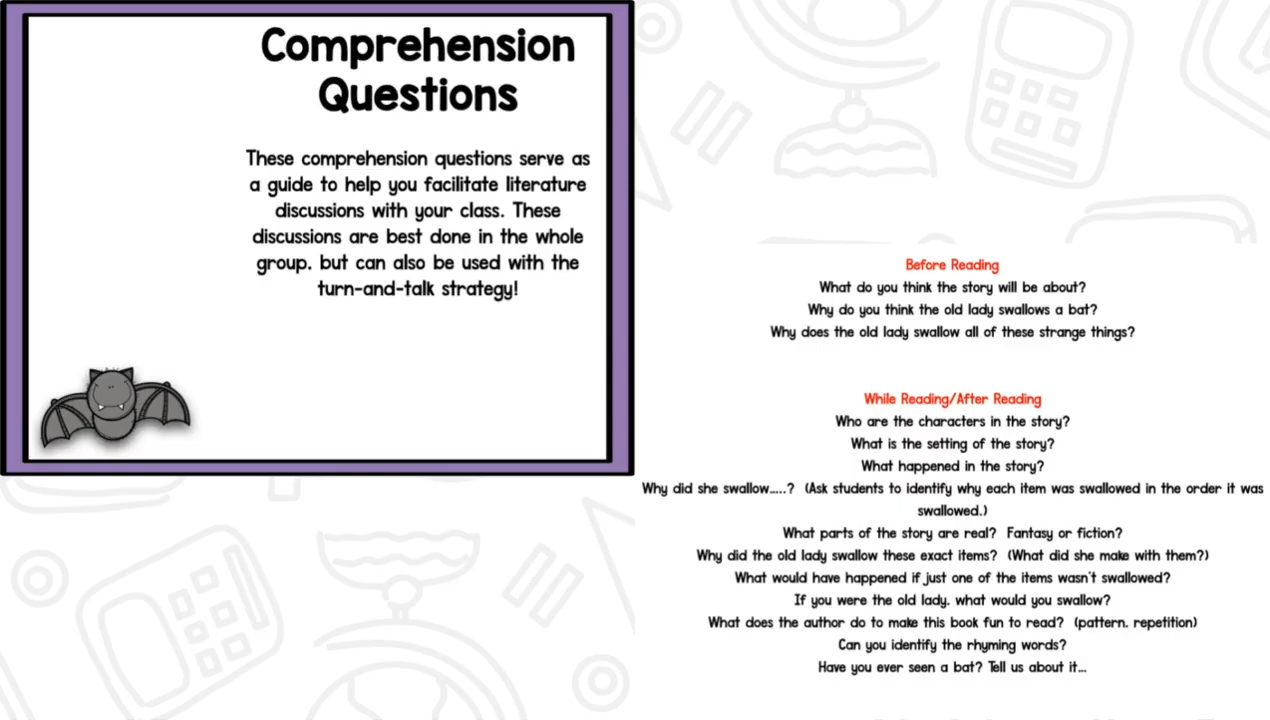 Comprehension
Questions
These comprehension questions serve as
a guide to help you facilitate literature
discussions with your class. These
discussions are best done in the whole
group, but can also be used with the
turn-and-talk strategy!
Before Reading
What do you think the story will be about?
Why do you think the old lady swallows a bat?
Why does the old lady swallow all of these strange things?
While Reading/After Reading
Who are the characters in the story?
What is the setting of the story?
What happened in the story?
Why did she swallow.....? (Ask students to identify why each item was swallowed in the order it was
swallowed.)
What parts of the story are real? Fantasy or fiction?
Why did the old lady swallow these exact items? (What did she make with them?)
What would have happened if just one of the items wasn't swallowed?
If you were the old lady, what would you swallow?
What does the author do to make this book fun to read? (pattern, repetition)
Can you identify the rhyming words?
Have you ever seen a bat? Tell us about it...